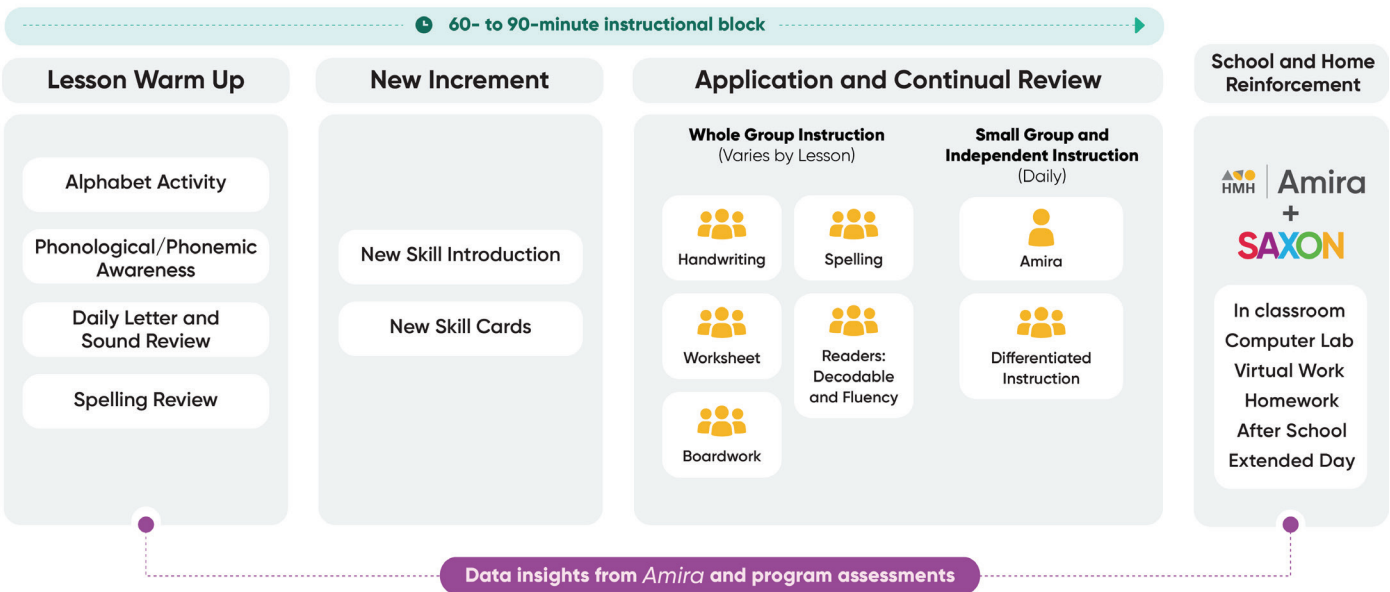 60- to 90-minute instructional block
Lesson Warm Up
Alphabet Activity
Phonological/Phonemic
Awareness
Daily Letter and
Sound Review
Spelling Review
New Increment
New Skill Introduction
New Skill Cards
Application and Continual Review
Whole Group Instruction
(Varies by Lesson)
Handwriting
Spelling
Worksheet
Readers:
Decodable
and Fluency
Boardwork
Small Group and
Independent Instruction
(Daily)
Amira
Differentiated
Instruction
School and Home
Reinforcement
HMH | Amira
+
SAXON
In classroom
Computer Lab
Virtual Work
Homework
After School
Extended Day
Data insights from Amira and program assessments